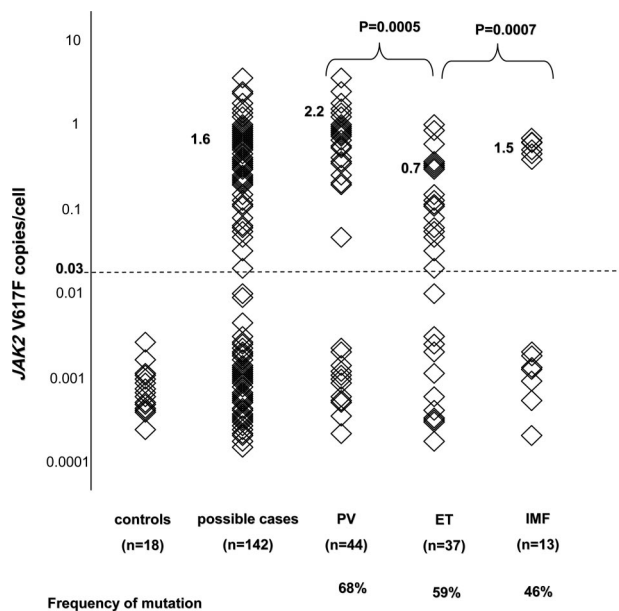 P=0.0005 P=0.0007
10
1
0.1
0.03
0.01
0.001
0.0001
JAK2 V617F copies/cell
1.6
2.2
0.7
1.5
controls possible cases PV ET IMF
(n=18) (n=142) (n=44) (n=37) (n=13)
68% 59% 46%
Frequency of mutation